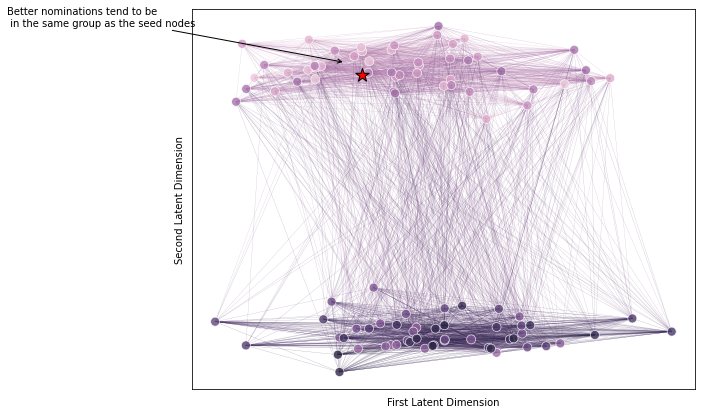 Better nominations tend to be
in the same group as the seed nodes
Second Latent Dimension
First Latent Dimension